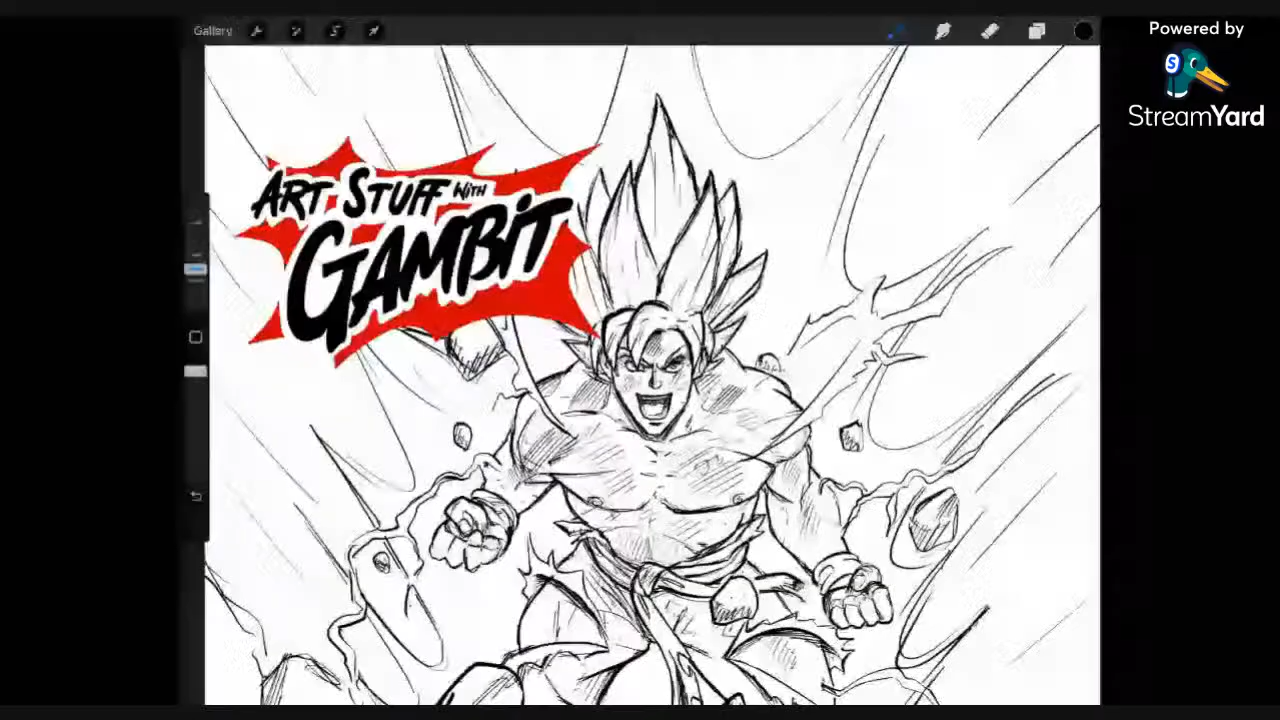 Gallery
Powered by
StreamYard
ART STUFF WITH
GAMBIT